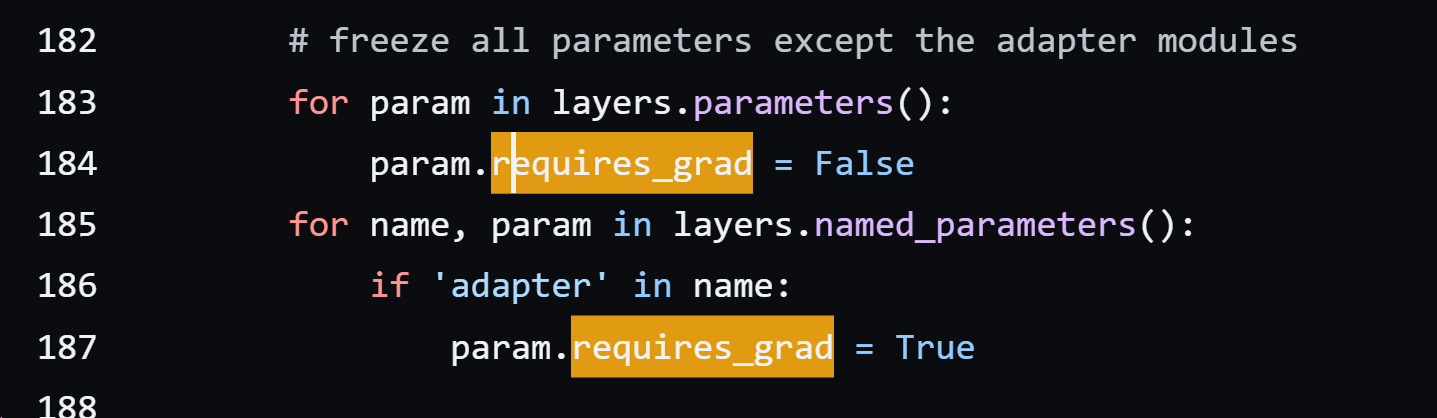 182 # freeze all parameters except the adapter modules
183 for param in layers.parameters():
184 param.requires_grad = False
185 for name, param in layers.named_parameters():
186 if 'adapter' in name:
187 param.requires_grad = True
188